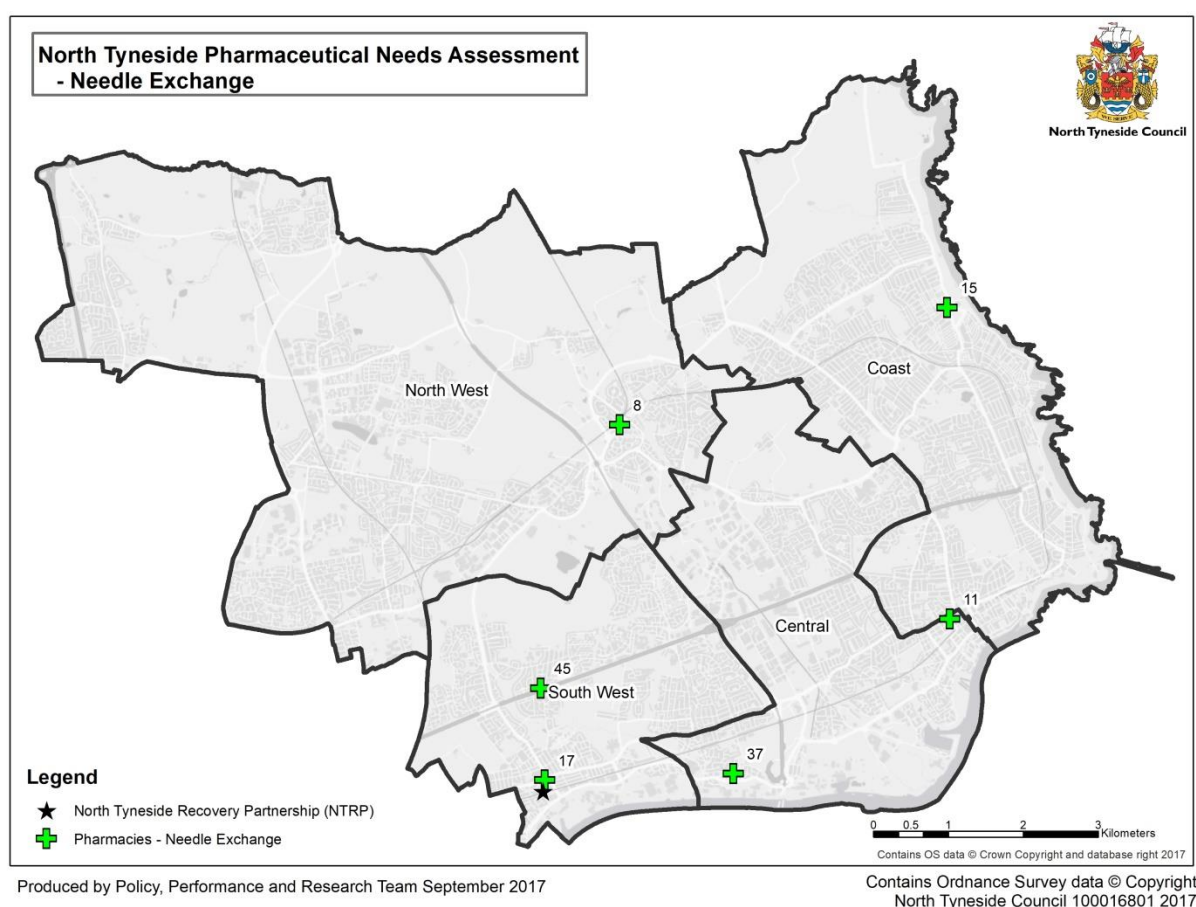 North Tyneside Pharmaceutical Needs Assessment
- Needle Exchange
North Tyneside Council
15
Coast
North West
8
11
Central
45
South West
17
37
Legend
North Tyneside Recovery Partnership (NTRP)
Pharmacies - Needle Exchange
0 0.5 1 2 3
Kilometers
Contains OS data © Crown Copyright and database right 2017
Produced by Policy, Performance and Research Team September 2017
Contains Ordnance Survey data © Copyright
North Tyneside Council 100016801 2017